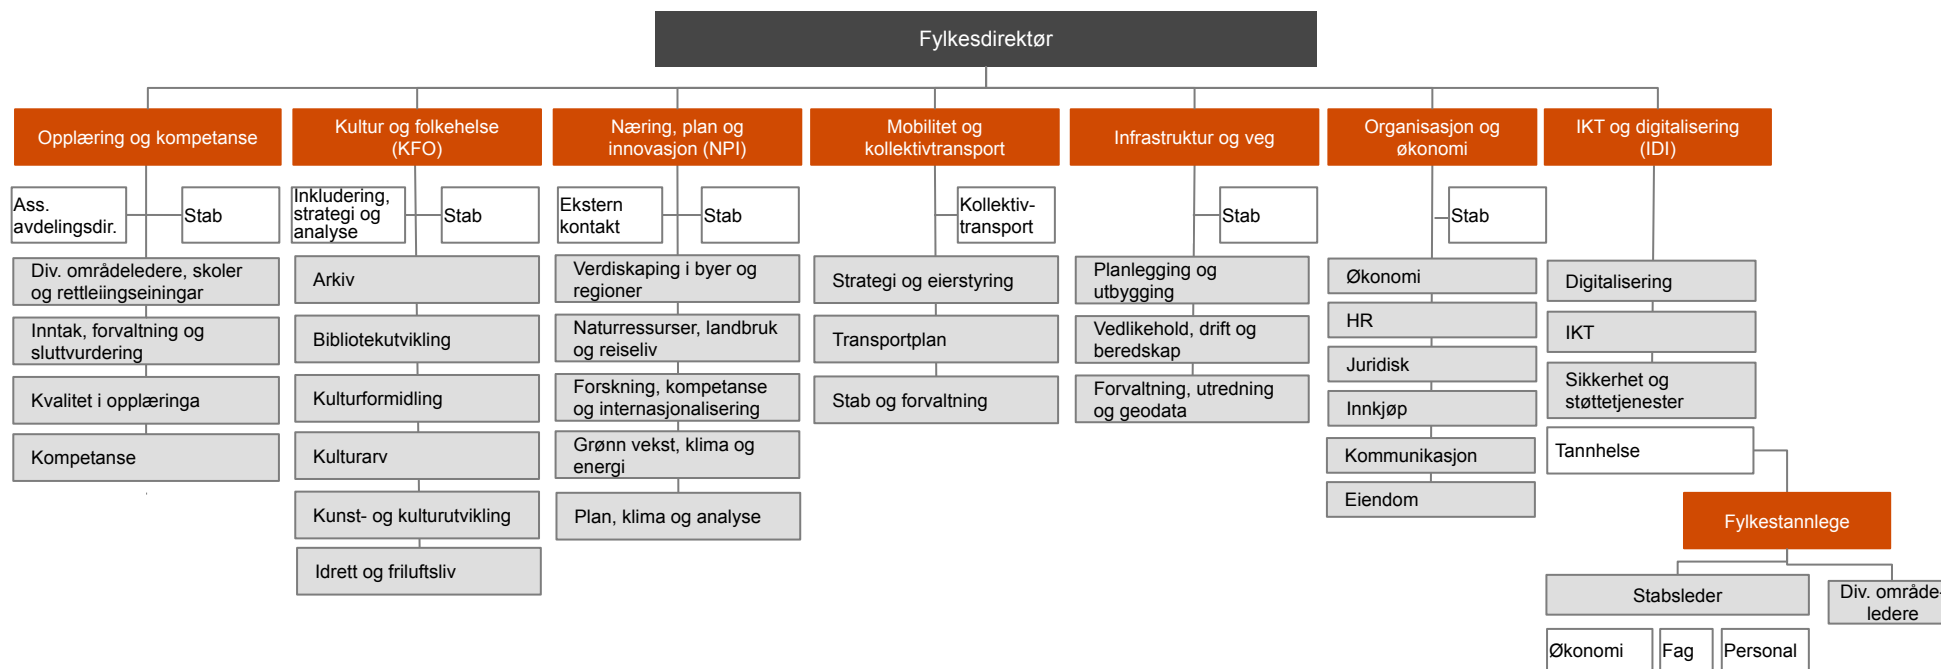 Fylkesdirektør
Opplæring og kompetanse
Kultur og folkehelse
(KFO)
Næring, plan og
innovasjon (NPI)
Mobilitet og
kollektivtransport
Infrastruktur og veg
Organisasjon og
økonomi
IKT og digitalisering
(IDI)
Ass.
avdelingsdir.
Stab
Inkludering,
strategi og
analyse
Stab
Ekstern
kontakt
Stab
Kollektiv-
transport
Stab
Stab
Div. områdeledere, skoler
og rettleiingseiningar
Inntak, forvaltning og
sluttvurdering
Kvalitet i opplæringa
Kompetanse
Arkiv
Bibliotekutvikling
Kulturformidling
Kulturarv
Kunst- og kulturutvikling
Idrett og friluftsliv
Verdiskaping i byer og
regioner
Naturressurser, landbruk
og reiseliv
Forskning, kompetanse
og internasjonalisering
Grønn vekst, klima og
energi
Plan, klima og analyse
Strategi og eierstyring
Transportplan
Stab og forvaltning
Planlegging og
utbygging
Vedlikehold, drift og
beredskap
Forvaltning, utredning
og geodata
Økonomi
HR
Juridisk
Innkjøp
Kommunikasjon
Eiendom
Digitalisering
IKT
Sikkerhet og
støttetjenester
Tannhelse
Fylkestannlege
Stabsleder
Div. område-
ledere
Økonomi
Fag
Personal